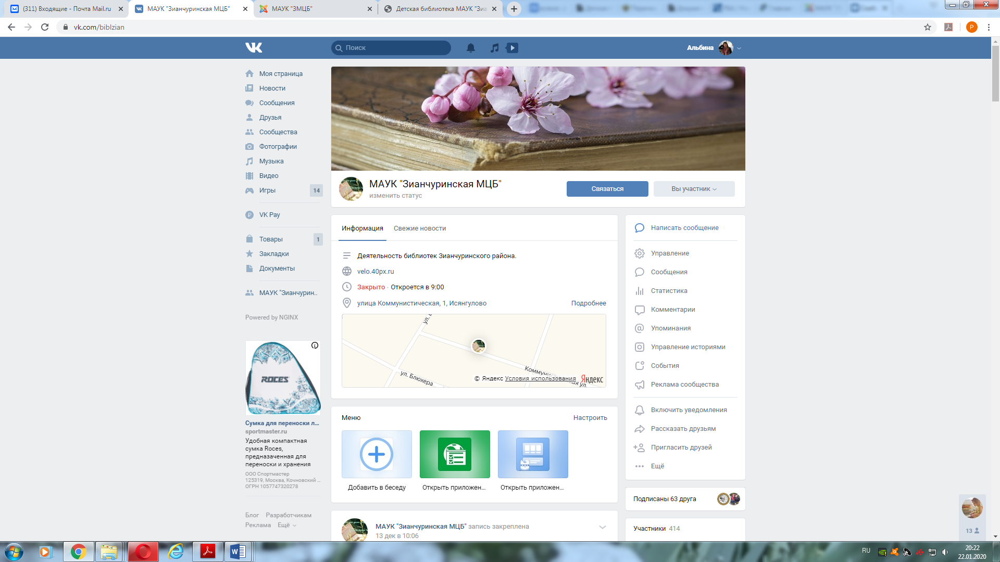 (311) Входящие - Почта Mail.ru
МАУК "Зианчуринская МЦБ"
МАУК "ЗМЦБ"
Детская библиотека МАУК "Зиа
vk.com/biblzian
P
Поиск
Альбина
Моя страница
Новости
Сообщения
Друзья
Сообщества
Фотографии
Музыка
Видео
Игры 14
VK Pay
Товары 1
Закладки
Документы
МАУК "Зианчурин..
Powered by NGINX
ROCES
Сумка для переноски л...
sportmaster.ru
Удобная компактная
сумка Roces,
предназаченная для
переноски и хранения
ООО Спортмастер
125319, Москва, Кочновский ...
ОГРН 1057747320278
Блог Разработчикам
Реклама Ещё
МАУК "Зианчуринская МЦБ"
изменить статус
Связаться
Вы участник
Информация Свежие новости
Деятельность библиотек Зианчуринского района.
velo.40px.ru
Закрыто · Откроется в 9:00
улица Коммунистическая, 1, Исянгулово Подробнее
ул. Блюхера
© Яндекс Условия использования Яндекс
Меню Настроить
Добавить в беседу
Открыть приложен...
Открыть приложен...
МАУК "Зианчуринская МЦБ" запись закреплена
13 дек в 10:06
Написать сообщение
Управление
Сообщения
Статистика
Комментарии
Упоминания
Управление историями
События
Реклама сообщества
Включить уведомления
Рассказать друзьям
Пригласить друзей
Ещё
Подписаны 63 друга
Участники 414
13
RU
20:22
22.01.2020